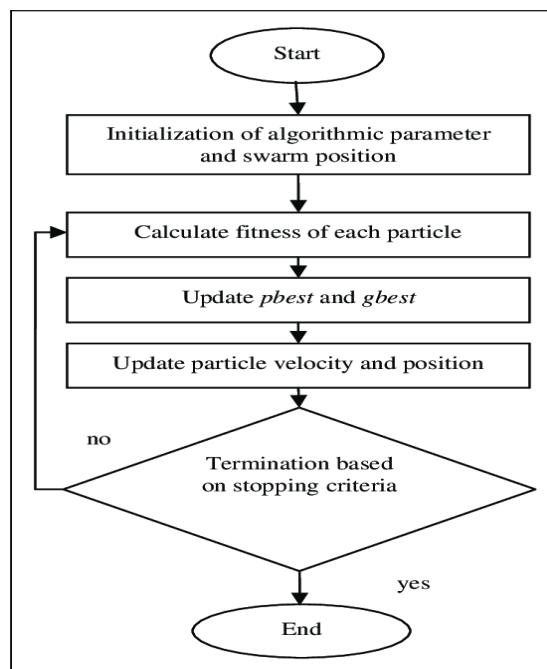 Start
Initialization of algorithmic parameter
and swarm position
Calculate fitness of each particle
Update pbest and gbest
Update particle velocity and position
no
Termination based
on stopping criteria
yes
End